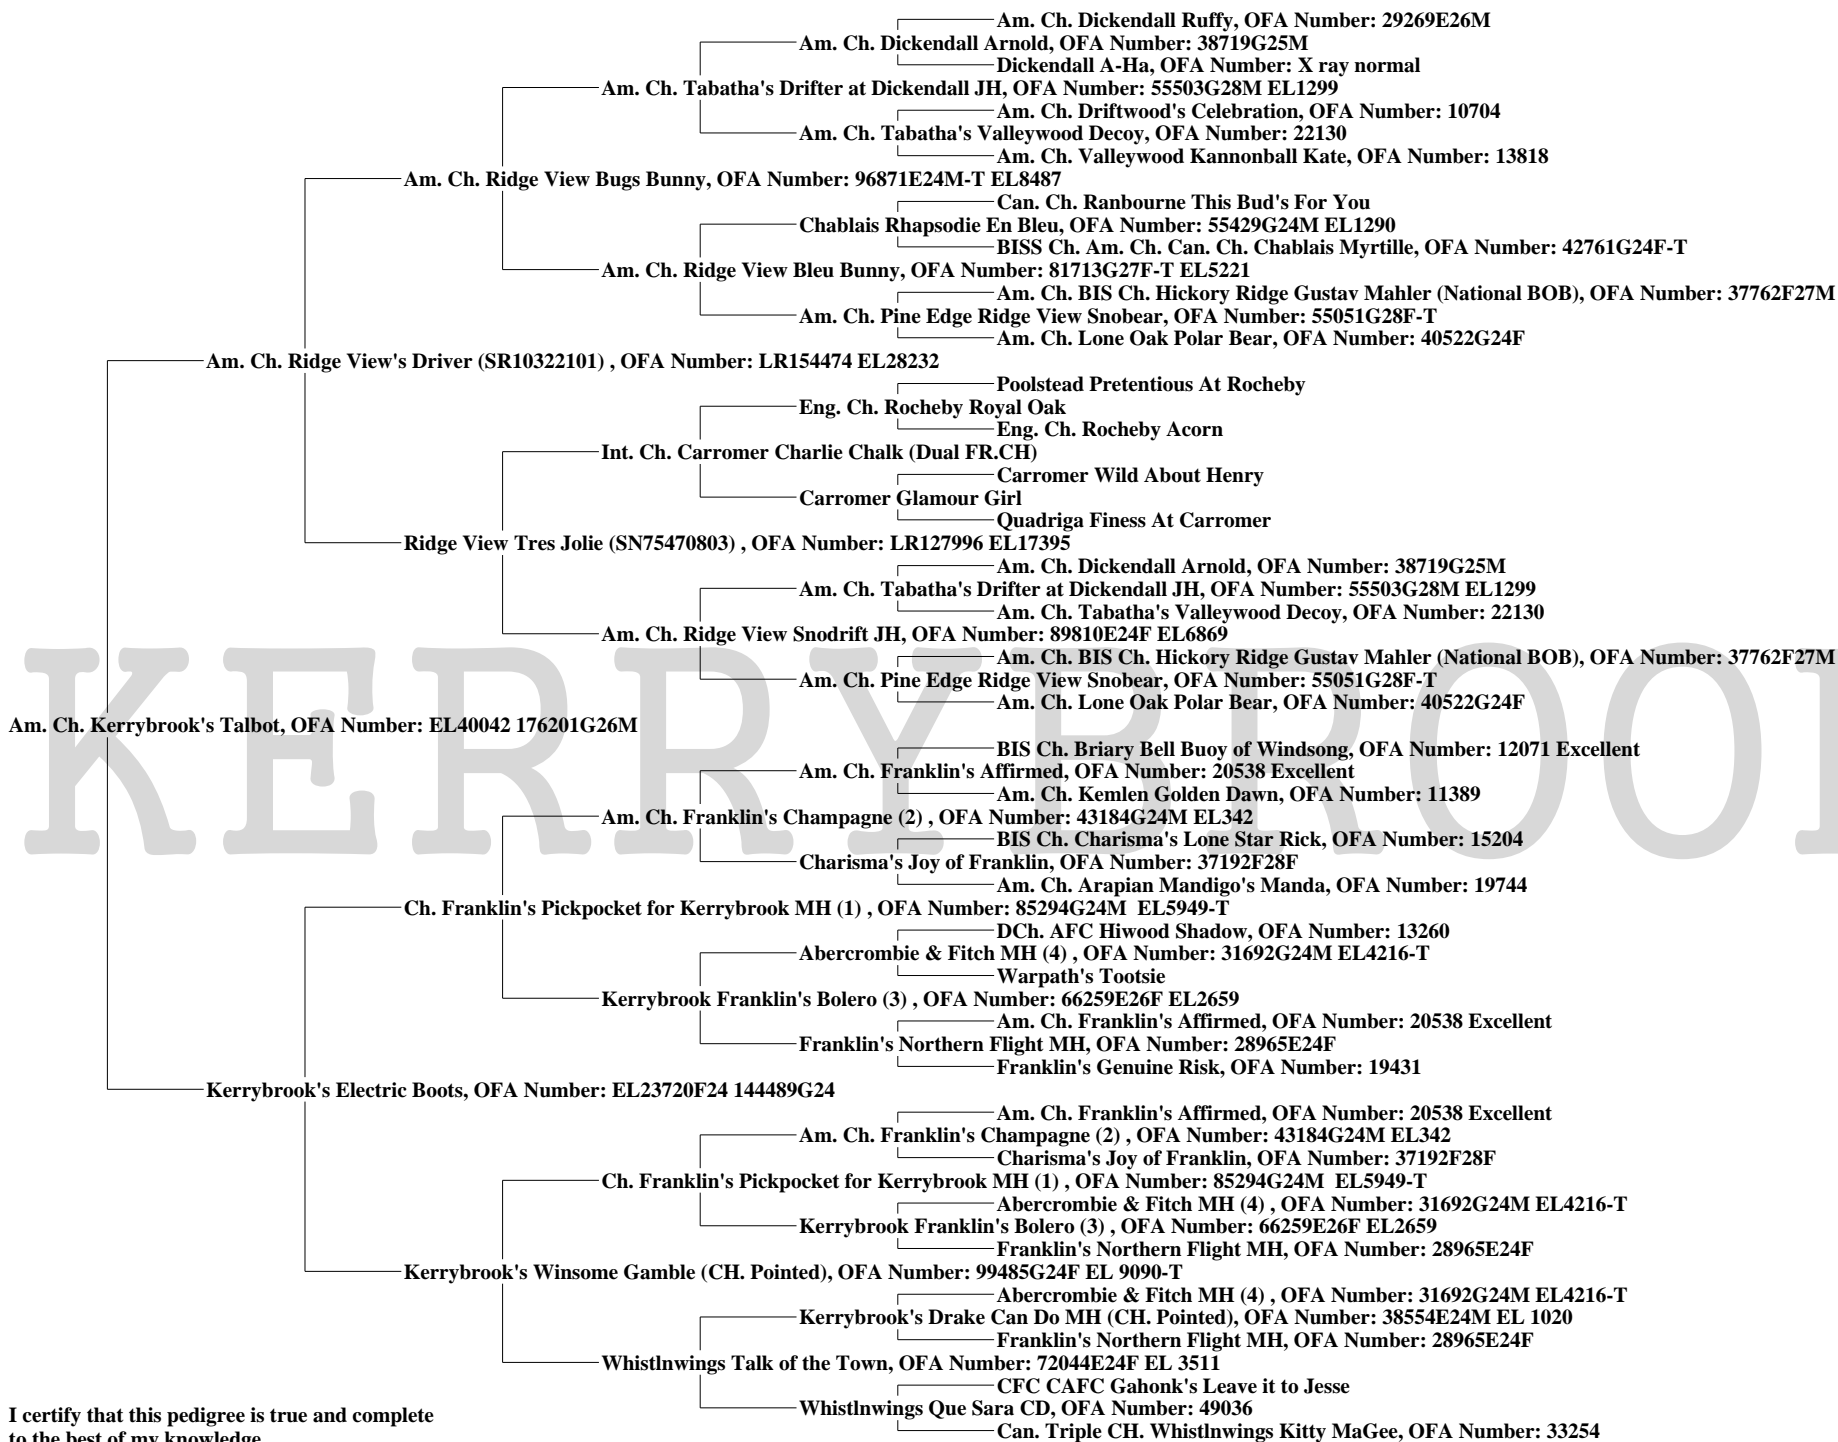 Am. Ch. Dickendall Ruffy, OFA Number: 29269E26M
Am. Ch. Dickendall Arnold, OFA Number: 38719G25M
Dickendall A-Ha, OFA Number: X ray normal
Am. Ch. Tabatha's Drifter at Dickendall JH, OFA Number: 55503G28M EL1299
Am. Ch. Driftwood's Celebration, OFA Number: 10704
Am. Ch. Tabatha's Valleywood Decoy, OFA Number: 22130
Am. Ch. Valleywood Kannonball Kate, OFA Number: 13818
Am. Ch. Ridge View Bugs Bunny, OFA Number: 96871E24M-T EL8487
Can. Ch. Ranbourne This Bud's For You
Chablais Rhapsodie En Bleu, OFA Number: 55429G24M EL1290
BISS Ch. Am. Ch. Can. Ch. Chablais Myrtille, OFA Number: 42761G24F-T
Am. Ch. Ridge View Bleu Bunny, OFA Number: 81713G27F-T EL5221
Am. Ch. BIS Ch. Hickory Ridge Gustav Mahler (National BOB), OFA Number: 37762F27M
Am. Ch. Pine Edge Ridge View Snobear, OFA Number: 55051G28F-T
Am. Ch. Lone Oak Polar Bear, OFA Number: 40522G24F
Am. Ch. Ridge View's Driver (SR10322101) , OFA Number: LR154474 EL28232
Poolstead Pretentious At Rocheby
Eng. Ch. Rocheby Royal Oak
Eng. Ch. Rocheby Acorn
Int. Ch. Carromer Charlie Chalk (Dual FR.CH)
Carromer Wild About Henry
Carromer Glamour Girl
Quadriga Finess At Carromer
Ridge View Tres Jolie (SN75470803) , OFA Number: LR127996 EL17395
Am. Ch. Dickendall Arnold, OFA Number: 38719G25M
Am. Ch. Tabatha's Drifter at Dickendall JH, OFA Number: 55503G28M EL1299
Am. Ch. Tabatha's Valleywood Decoy, OFA Number: 22130
Am. Ch. Ridge View Snodrift JH, OFA Number: 89810E24F EL6869
Am. Ch. BIS Ch. Hickory Ridge Gustav Mahler (National BOB), OFA Number: 37762F27M
Am. Ch. Pine Edge Ridge View Snobear, OFA Number: 55051G28F-T
Am. Ch. Lone Oak Polar Bear, OFA Number: 40522G24F
Am. Ch. Kerrybrook's Talbot, OFA Number: EL40042 176201G26M
KERRYBROOK
BIS Ch. Briary Bell Buoy of Windsong, OFA Number: 12071 Excellent
Am. Ch. Franklin's Affirmed, OFA Number: 20538 Excellent
Am. Ch. Kemlen Golden Dawn, OFA Number: 11389
Am. Ch. Franklin's Champagne (2) , OFA Number: 43184G24M EL342
BIS Ch. Charisma's Lone Star Rick, OFA Number: 15204
Charisma's Joy of Franklin, OFA Number: 37192F28F
Am. Ch. Arapian Mandigo's Manda, OFA Number: 19744
Ch. Franklin's Pickpocket for Kerrybrook MH (1) , OFA Number: 85294G24M EL5949-T
DCh. AFC Hiwood Shadow, OFA Number: 13260
Abercrombie & Fitch MH (4) , OFA Number: 31692G24M EL4216-T
Warpath's Tootsie
Kerrybrook Franklin's Bolero (3) , OFA Number: 66259E26F EL2659
Am. Ch. Franklin's Affirmed, OFA Number: 20538 Excellent
Franklin's Northern Flight MH, OFA Number: 28965E24F
Franklin's Genuine Risk, OFA Number: 19431
Kerrybrook's Electric Boots, OFA Number: EL23720F24 144489G24
Am. Ch. Franklin's Affirmed, OFA Number: 20538 Excellent
Am. Ch. Franklin's Champagne (2) , OFA Number: 43184G24M EL342
Charisma's Joy of Franklin, OFA Number: 37192F28F
Ch. Franklin's Pickpocket for Kerrybrook MH (1) , OFA Number: 85294G24M EL5949-T
Abercrombie & Fitch MH (4) , OFA Number: 31692G24M EL4216-T
Kerrybrook Franklin's Bolero (3) , OFA Number: 66259E26F EL2659
Franklin's Northern Flight MH, OFA Number: 28965E24F
Kerrybrook's Winsome Gamble (CH. Pointed), OFA Number: 99485G24F EL 9090-T
Abercrombie & Fitch MH (4) , OFA Number: 31692G24M EL4216-T
Kerrybrook's Drake Can Do MH (CH. Pointed), OFA Number: 38554E24M EL 1020
Franklin's Northern Flight MH, OFA Number: 28965E24F
Whistlnwings Talk of the Town, OFA Number: 72044E24F EL 3511
CFC CAFC Gahonk's Leave it to Jesse
Whistlnwings Que Sara CD, OFA Number: 49036
Can. Triple CH. Whistlnwings Kitty MaGee, OFA Number: 33254
I certify that this pedigree is true and complete
to the best of my knowledge